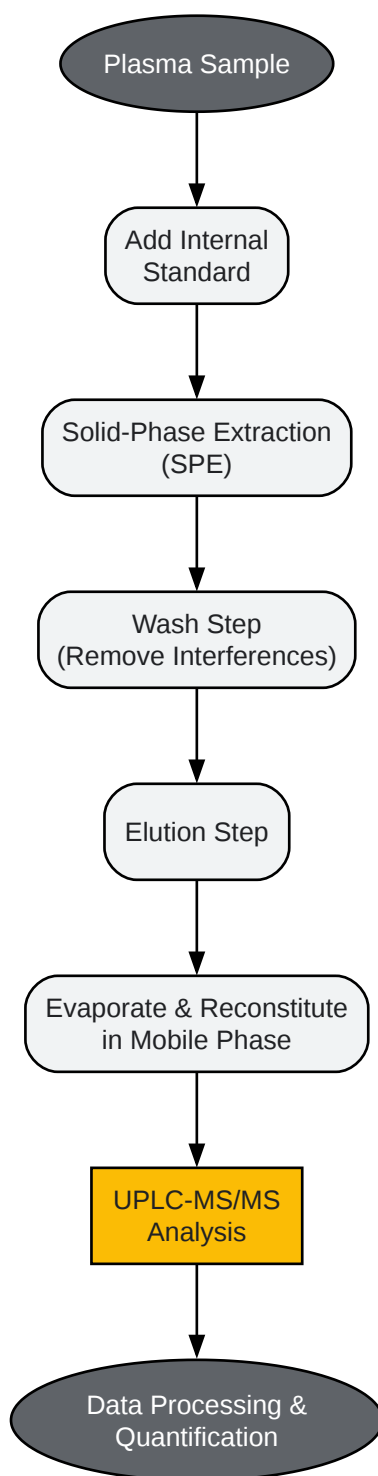 Plasma Sample
Add Internal
Standard
Solid-Phase Extraction
(SPE)
Wash Step
(Remove Interferences)
Elution Step
Evaporate & Reconstitute
in Mobile Phase
UPLC-MS/MS
Analysis
Data Processing &
Quantification